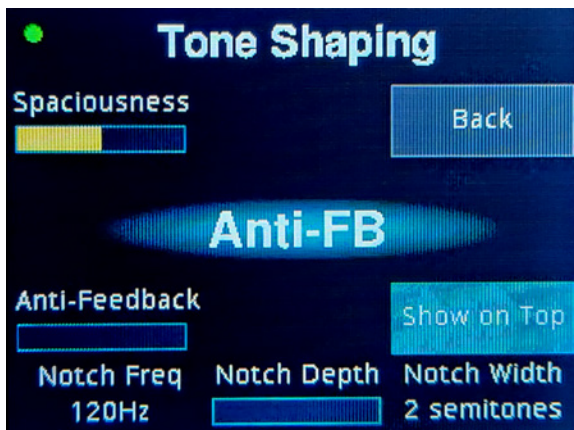 Tone Shaping
Spaciousness
Back
Anti-FB
Anti-Feedback
Show on Top
Notch Freq
Notch Depth
Notch Width
120Hz
2 semitones